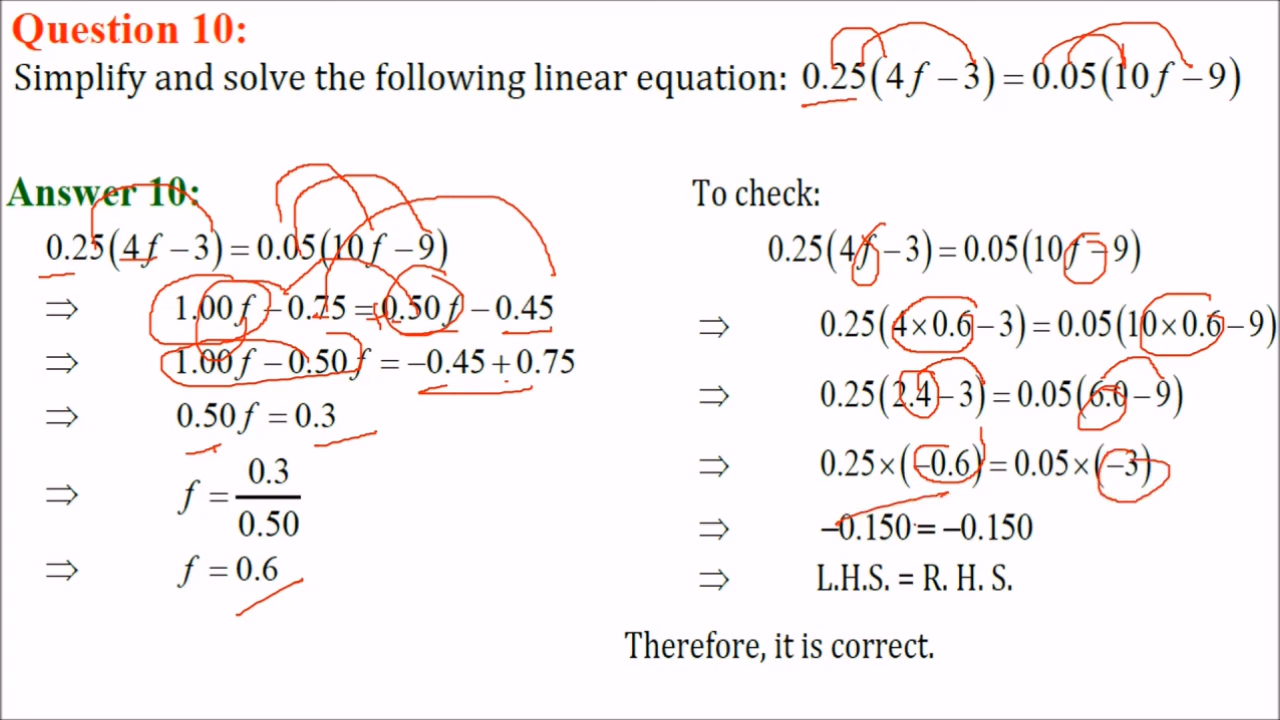 Question 10:
Simplify and solve the following linear equation: 0.25(4f − 3) = 0.05(10f − 9)
Answer 10:
0.25(4f − 3) = 0.05(10f − 9)
⇒ 1.00f − 0.75 = 0.50f − 0.45
⇒ 1.00f − 0.50f = −0.45 + 0.75
⇒ 0.50f = 0.3
⇒ f = 0.3/0.50
⇒ f = 0.6
To check:
0.25(4f − 3) = 0.05(10f − 9)
⇒ 0.25(4 × 0.6 − 3) = 0.05(10 × 0.6 − 9)
⇒ 0.25(2.4 − 3) = 0.05(6.0 − 9)
⇒ 0.25 × (−0.6) = 0.05 × (−3)
⇒ −0.150 = −0.150
⇒ L.H.S. = R. H. S.
Therefore, it is correct.